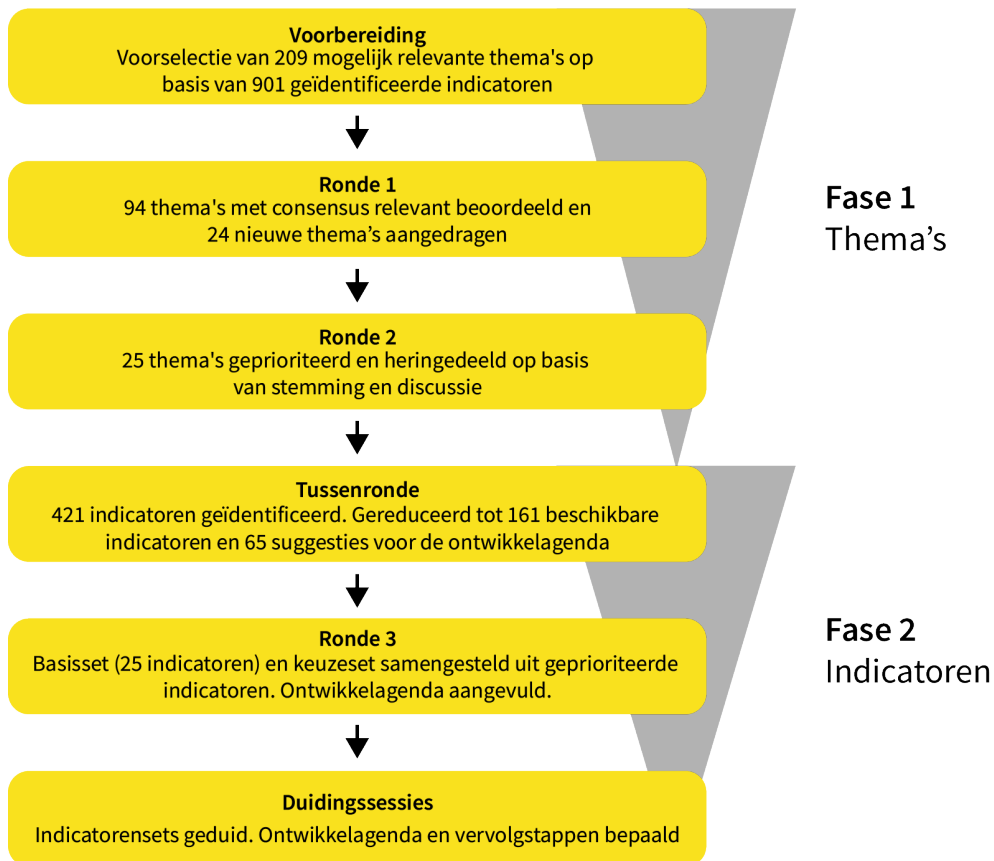 Voorbereiding
Voorselectie van 209 mogelijk relevante thema's op
basis van 901 geïdentificeerde indicatoren
Ronde 1
94 thema's met consensus relevant beoordeeld en
24 nieuwe thema’s aangedragen
Fase 1
Thema’s
Ronde 2
25 thema's geprioriteerd en heringedeeld op basis
van stemming en discussie
Tussenronde
421 indicatoren geïdentificeerd. Gereduceerd tot 161 beschikbare
indicatoren en 65 suggesties voor de ontwikkelagenda
Ronde 3
Basisset (25 indicatoren) en keuzeset samengesteld uit geprioriteerde
indicatoren. Ontwikkelagenda aangevuld.
Fase 2
Indicatoren
Duidingssessies
Indicatorensets geduid. Ontwikkelagenda en vervolgstappen bepaald